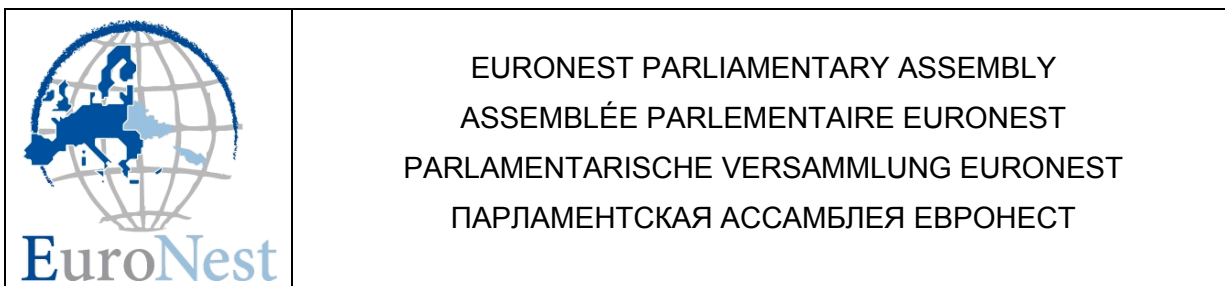 EuroNest
EURONEST PARLIAMENTARY ASSEMBLY
ASSEMBLÉE PARLEMENTAIRE EURONEST
PARLAMENTARISCHE VERSAMMLUNG EURONEST
ПАРЛАМЕНТСКАЯ АССАМБЛЕЯ ЕВРОНЕСТ